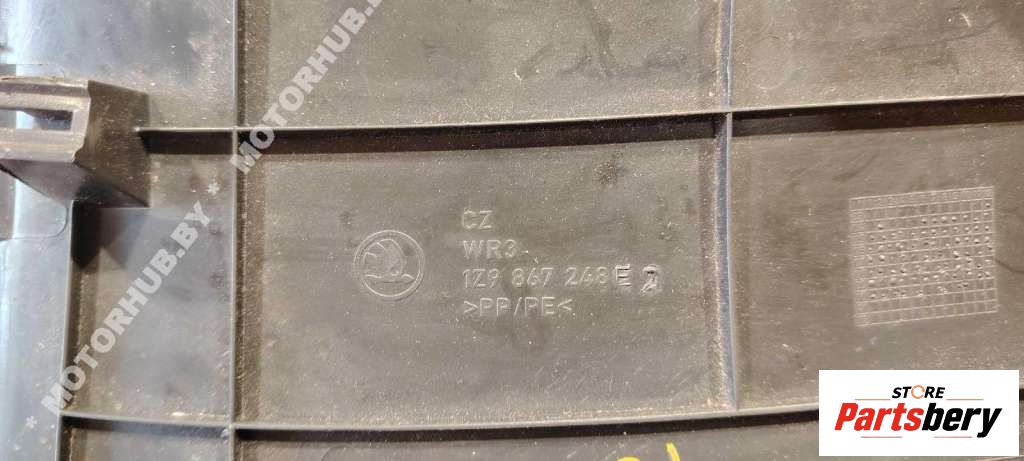 MOTORHUB.BY * MOTORHUB.BY *
CZ
WR3
1Z9 867 248 E
>PP/PE<
STORE
Partsbery